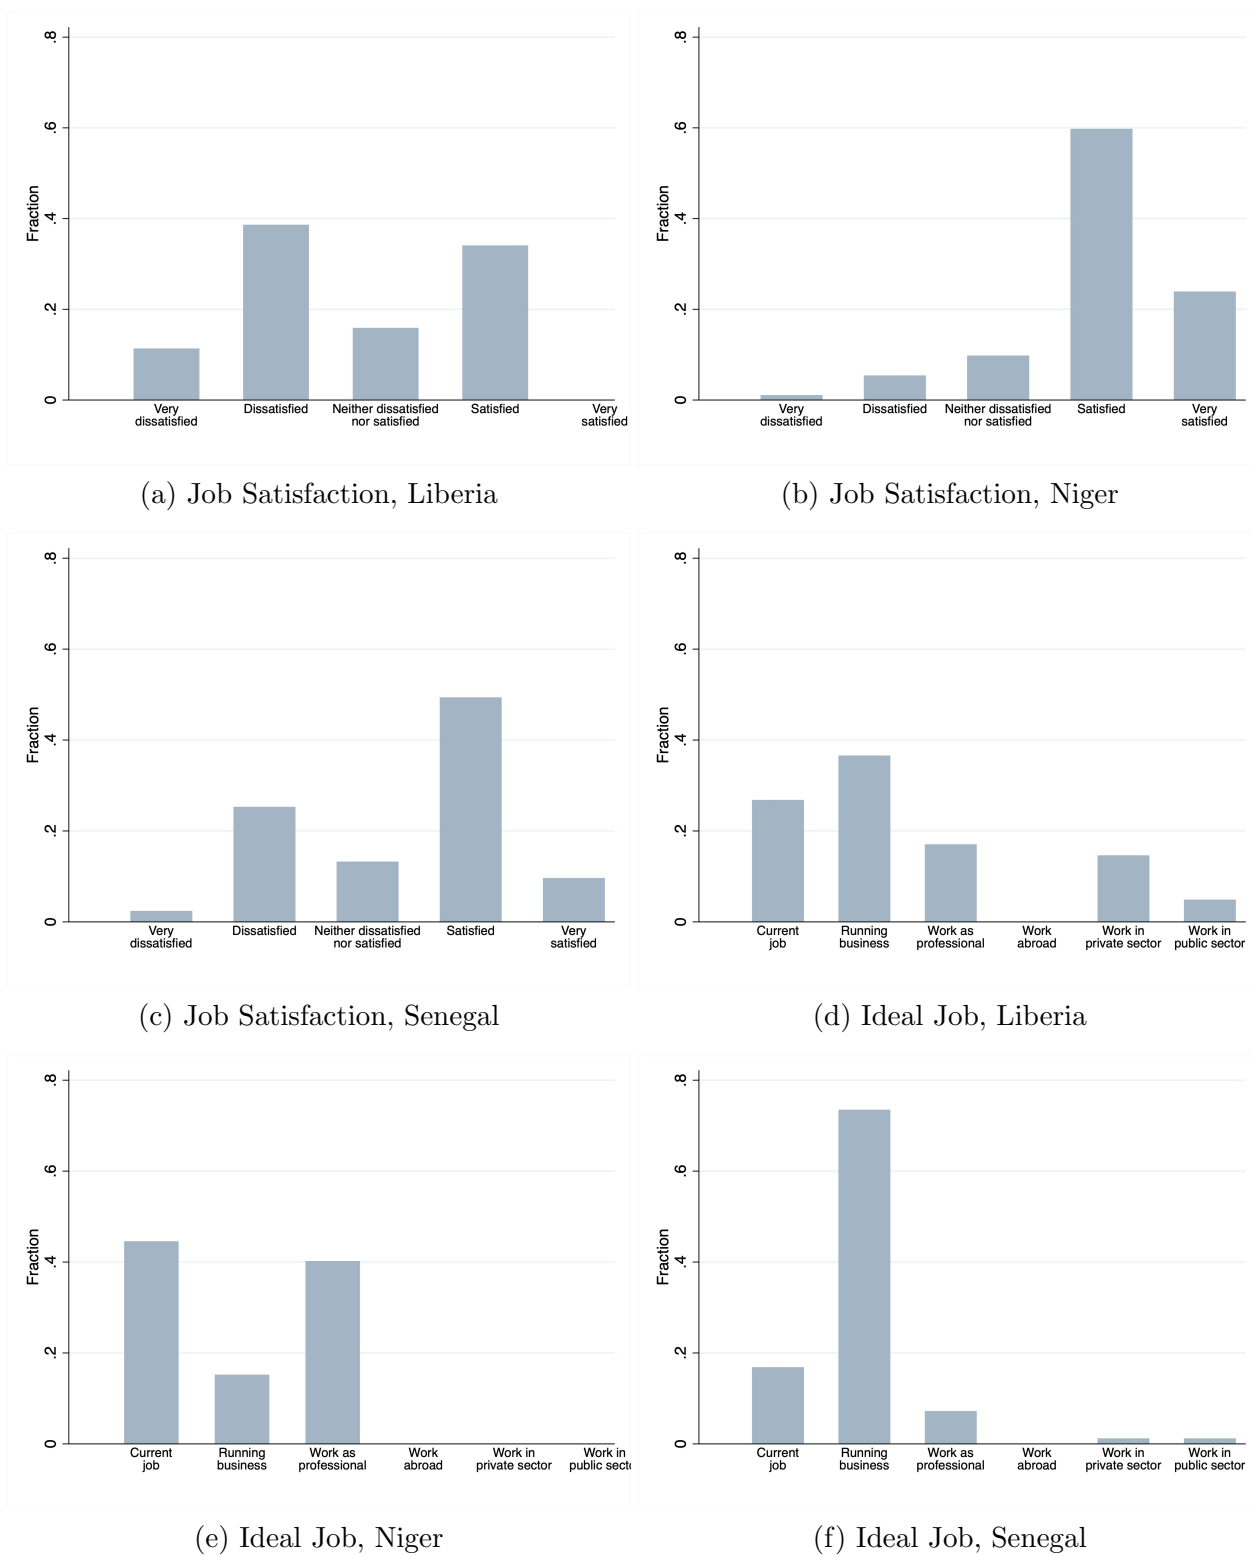 .8
.6
.4
.2
0
Fraction
Very dissatisfied
Dissatisfied
Neither dissatisfied nor satisfied
Satisfied
Very satisfied
(a) Job Satisfaction, Liberia
.8
.6
.4
.2
0
Fraction
Very dissatisfied
Dissatisfied
Neither dissatisfied nor satisfied
Satisfied
Very satisfied
(b) Job Satisfaction, Niger
.8
.6
.4
.2
0
Fraction
Very dissatisfied
Dissatisfied
Neither dissatisfied nor satisfied
Satisfied
Very satisfied
(c) Job Satisfaction, Senegal
.8
.6
.4
.2
0
Fraction
Current job
Running business
Work as professional
Work abroad
Work in private sector
Work in public sector
(d) Ideal Job, Liberia
.8
.6
.4
.2
0
Fraction
Current job
Running business
Work as professional
Work abroad
Work in private sector
Work in public secto
(e) Ideal Job, Niger
.8
.6
.4
.2
0
Fraction
Current job
Running business
Work as professional
Work abroad
Work in private sector
Work in public sector
(f) Ideal Job, Senegal